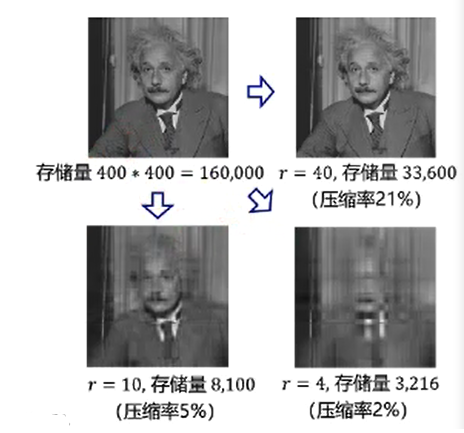 存储量 400 * 400 = 160,000
r = 40, 存储量 33,600
(压缩率21%)
r = 10, 存储量 8,100
(压缩率5%)
r = 4, 存储量 3,216
(压缩率2%)